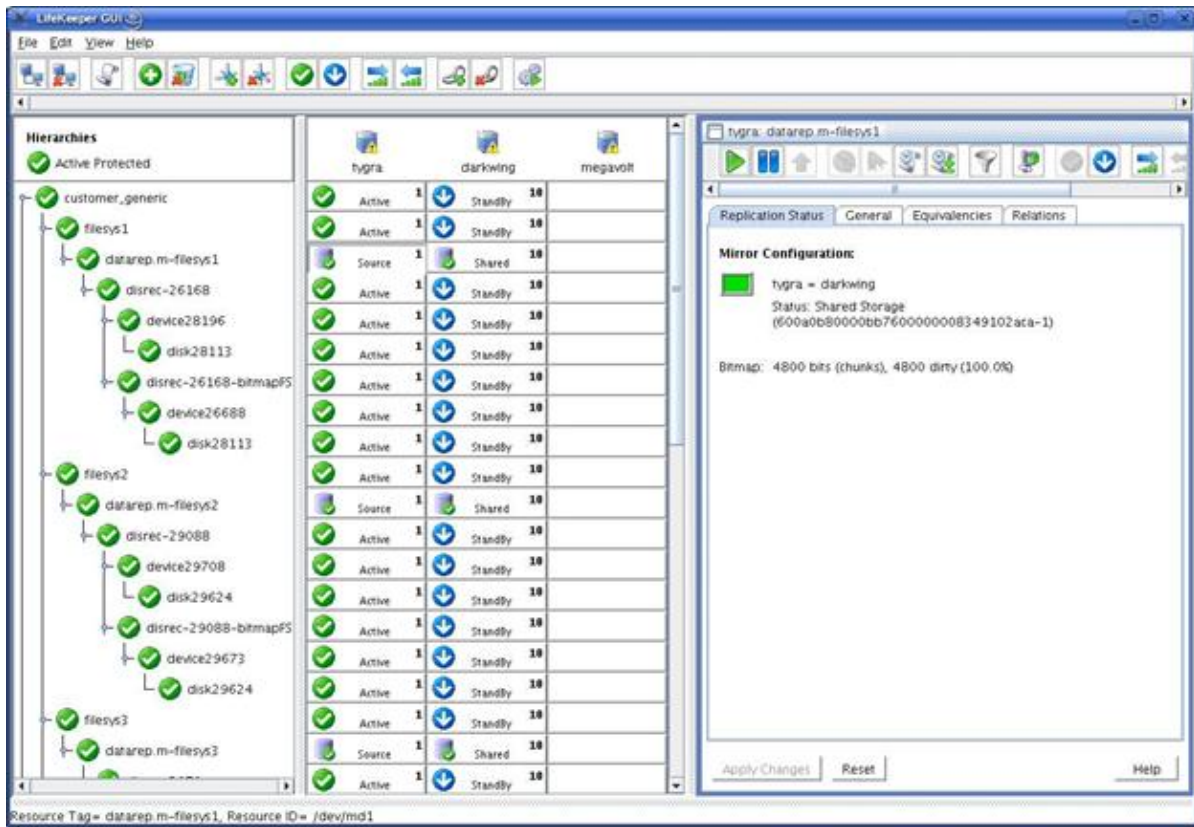 LifeKeeper GUI
File Edit View Help
Hierarchies
Active Protected
tygra darkwing megavolt
customer_generic Active 1 StandBy 10
filesys1 Active 1 StandBy 10
datarep.m-filesys1 Source 1 Shared 10
disrec-26168 Active 1 StandBy 10
device28196 Active 1 StandBy 10
disk28113 Active 1 StandBy 10
disrec-26168-bitmapFS Active 1 StandBy 10
device26688 Active 1 StandBy 10
disk28113 Active 1 StandBy 10
filesys2 Active 1 StandBy 10
datarep.m-filesys2 Source 1 Shared 10
disrec-29088 Active 1 StandBy 10
device29708 Active 1 StandBy 10
disk29624 Active 1 StandBy 10
disrec-29088-bitmapFS Active 1 StandBy 10
device29673 Active 1 StandBy 10
disk29624 Active 1 StandBy 10
filesys3 Active 1 StandBy 10
datarep.m-filesys3 Source 1 Shared 10
Active 1 StandBy 10
tygra: datarep.m-filesys1
Replication Status General Equivalencies Relations
Mirror Configuration:
tygra = darkwing
Status: Shared Storage
(600a0b80000bb7600000008349102aca-1)
Bitmap: 4800 bits (chunks), 4800 dirty (100.0%)
Apply Changes Reset Help
Resource Tag= datarep.m-filesys1, Resource ID= /dev/md1